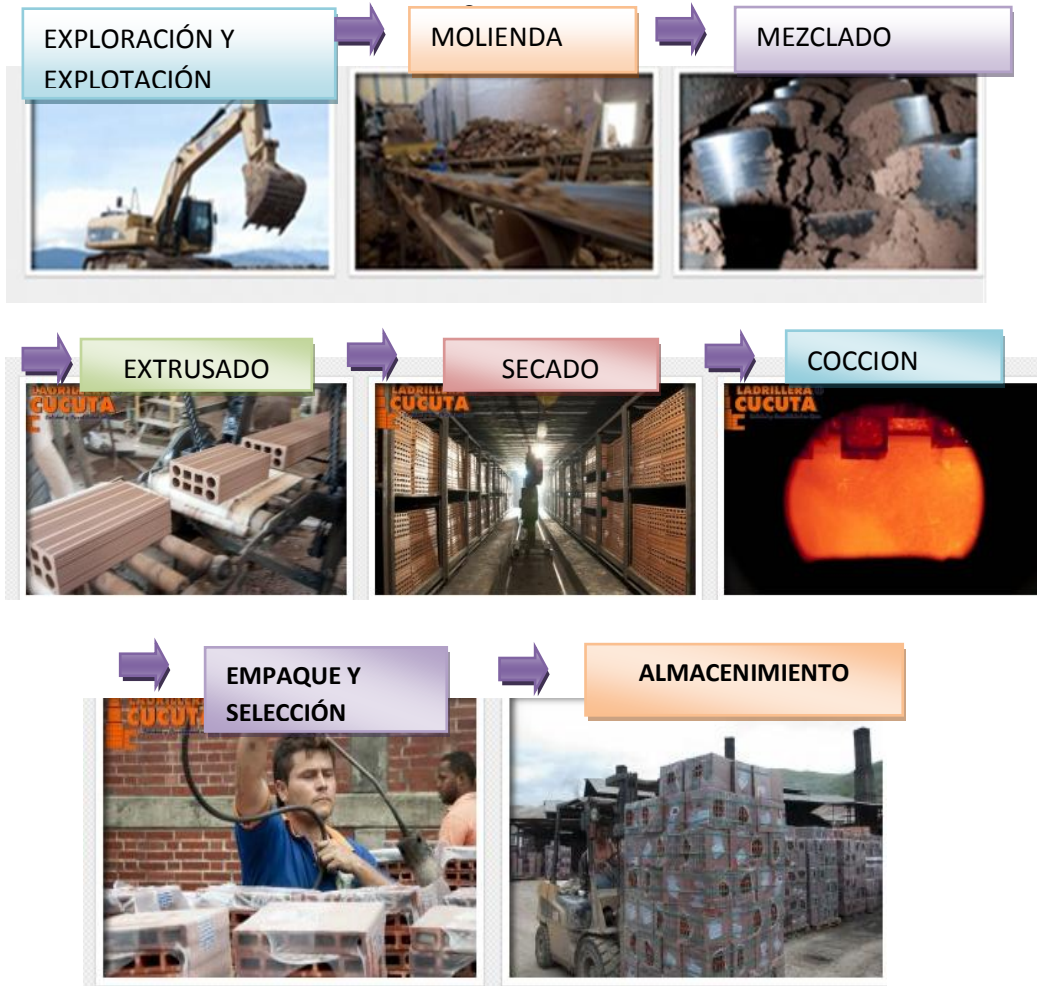 EXPLORACIÓN Y
EXPLOTACIÓN
MOLIENDA
MEZCLADO
EXTRUSADO
SECADO
COCCION
LADRILLERA
CUCUTA
LADRILLERA
CUCUTA
LADRILLERA
CUCUTA
EMPAQUE Y
SELECCIÓN
ALMACENIMIENTO
LADRILLERA
CUCUTA